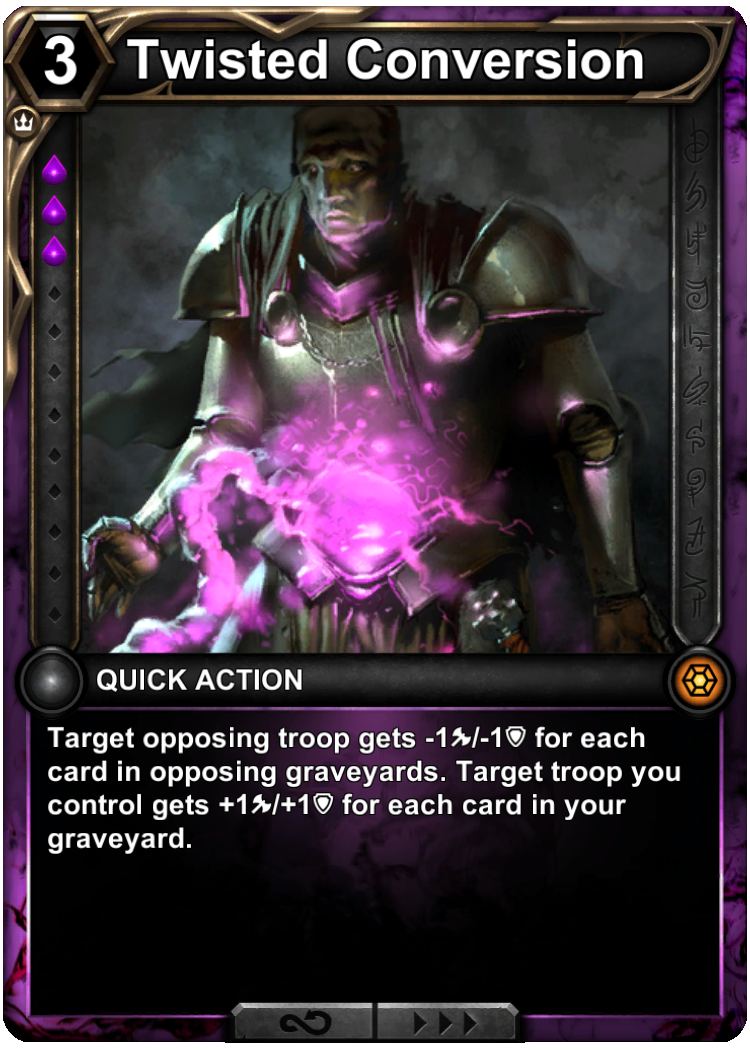 3 Twisted Conversion
QUICK ACTION
Target opposing troop gets -1/-1 for each
card in opposing graveyards. Target troop you
control gets +1/+1 for each card in your
graveyard.